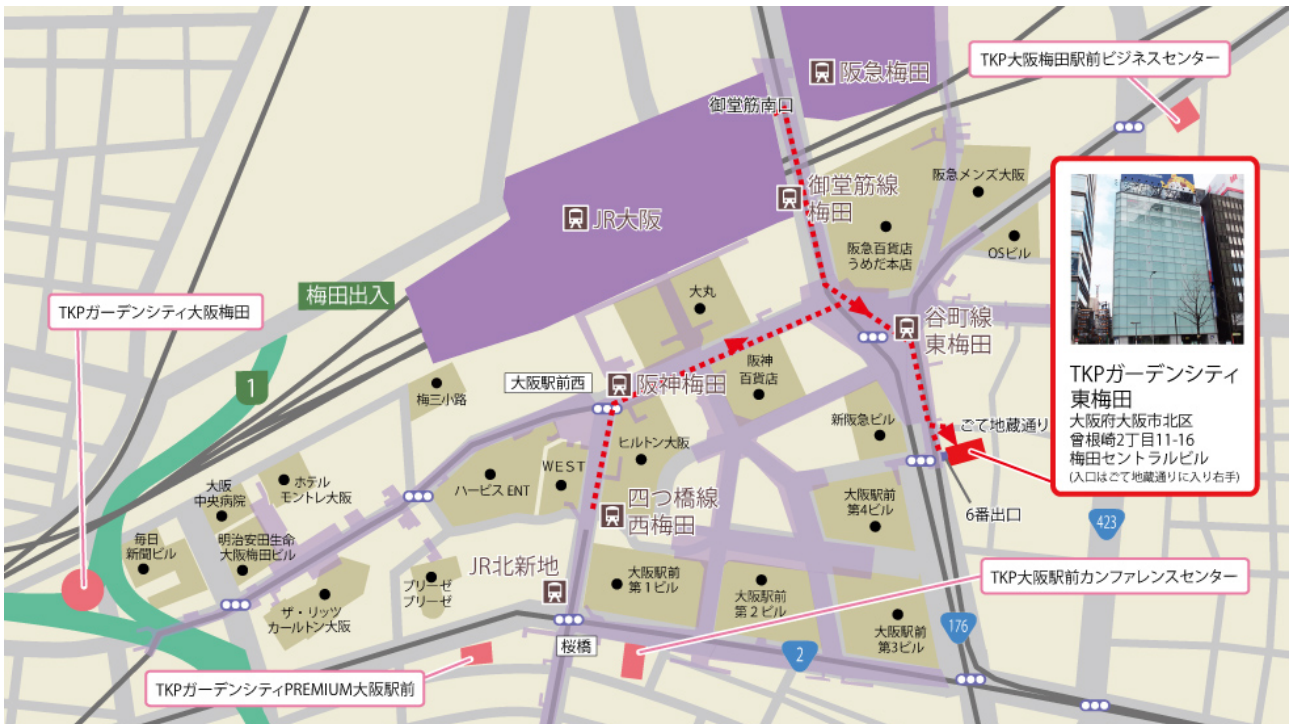 TKP大阪梅田駅前ビジネスセンター
阪急梅田
御堂筋南口
御堂筋線
梅田
阪急メンズ大阪
JR大阪
阪急百貨店
うめだ本店
OSビル
梅田出入
TKPガーデンシティ大阪梅田
大丸
谷町線
東梅田
1
大阪駅前西
阪神梅田
阪神
百貨店
梅三小路
新阪急ビル
ごて地蔵通り
TKPガーデンシティ
東梅田
大阪府大阪市北区
曾根崎2丁目11-16
梅田セントラルビル
(入口はごて地蔵通りに入り右手)
ヒルトン大阪
WEST
ハービス ENT
ホテル
モントレ大阪
大阪
中央病院
四つ橋線
西梅田
大阪駅前
第4ビル
6番出口
423
毎日
新聞ビル
明治安田生命
大阪梅田ビル
JR北新地
ブリーゼ
ブリーゼ
大阪駅前
第1ビル
大阪駅前
第2ビル
TKP大阪駅前カンファレンスセンター
ザ・リッツ
カールトン大阪
大阪駅前
第3ビル
176
桜橋
2
TKPガーデンシティPREMIUM大阪駅前